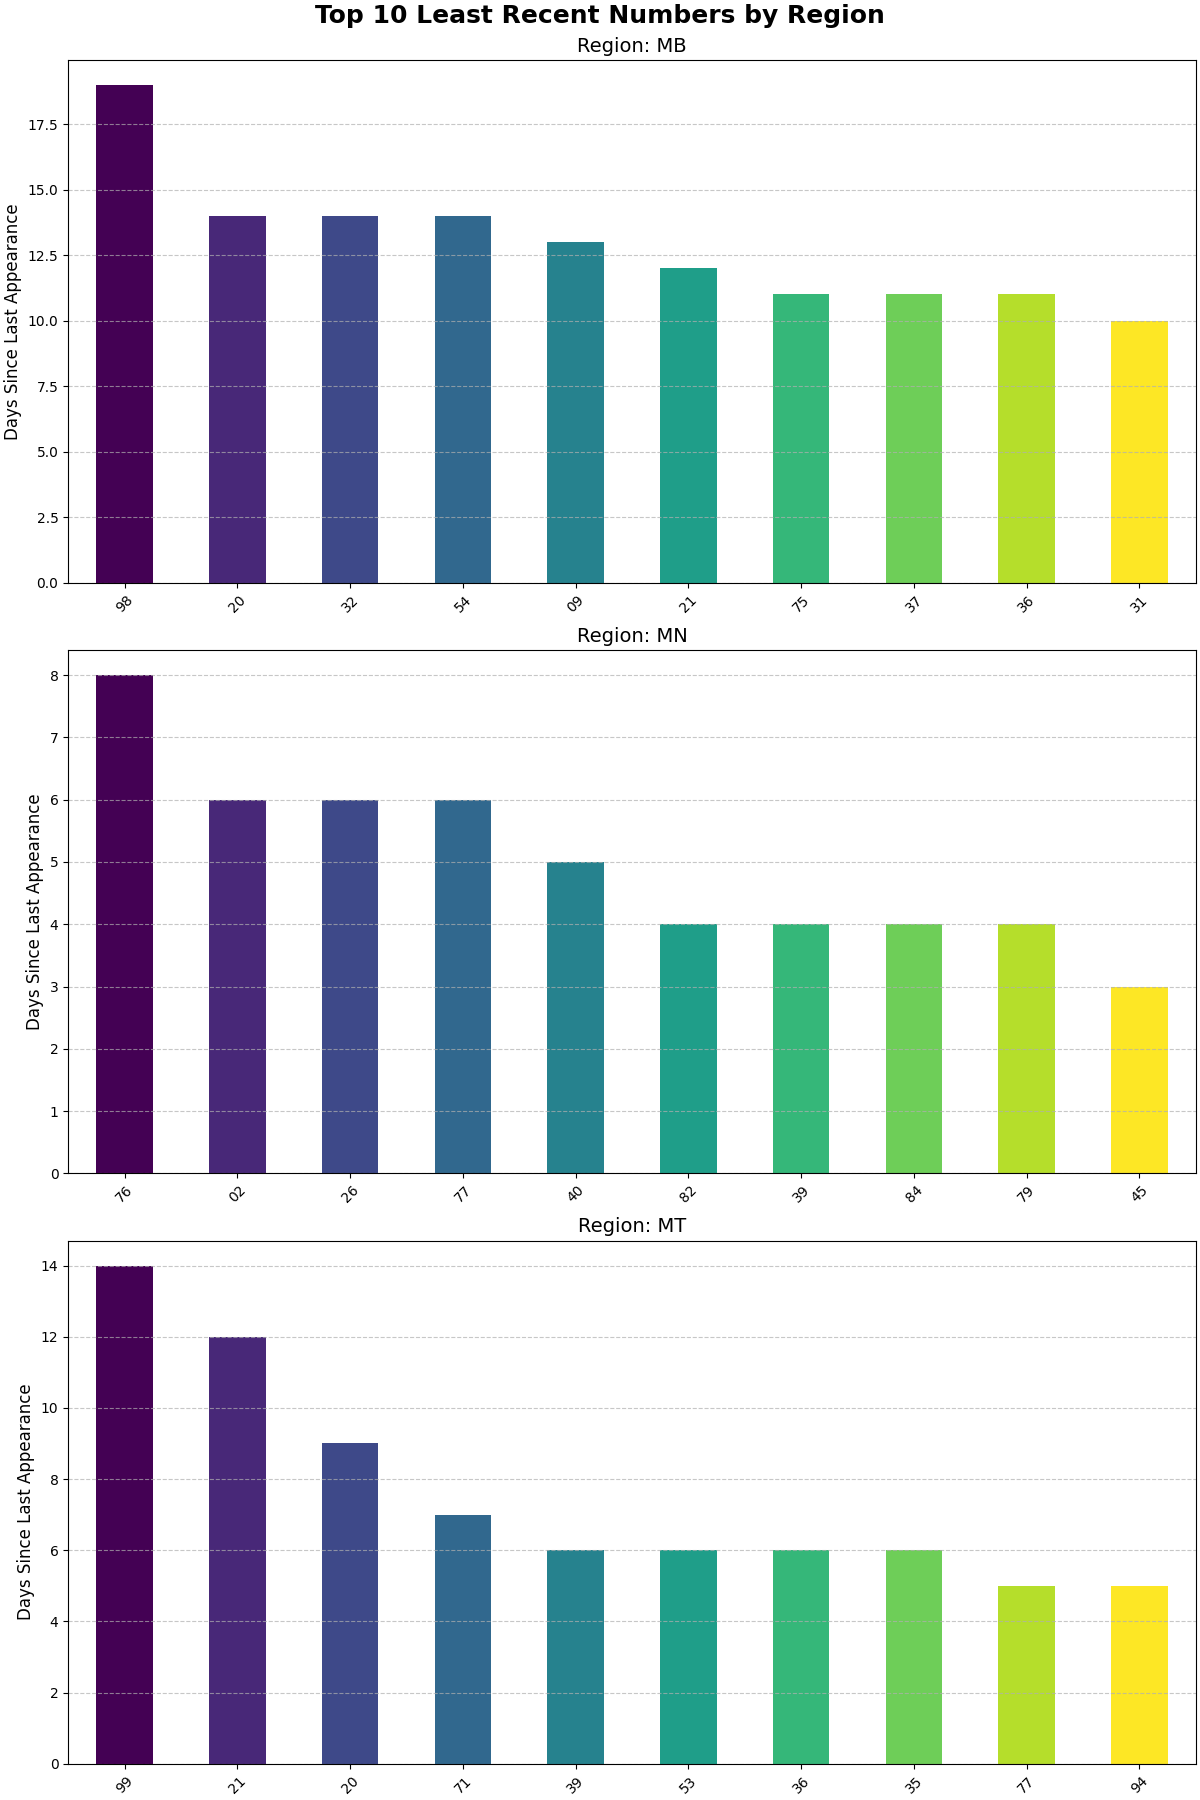 Top 10 Least Recent Numbers by Region
Region: MB
Days Since Last Appearance
17.5
15.0
12.5
10.0
7.5
5.0
2.5
0.0
98 20 32 54 09 21 75 37 36 31
Region: MN
Days Since Last Appearance
8
7
6
5
4
3
2
1
0
76 02 26 77 40 82 39 84 79 45
Region: MT
Days Since Last Appearance
14
12
10
8
6
4
2
0
99 21 20 71 39 53 36 35 77 94